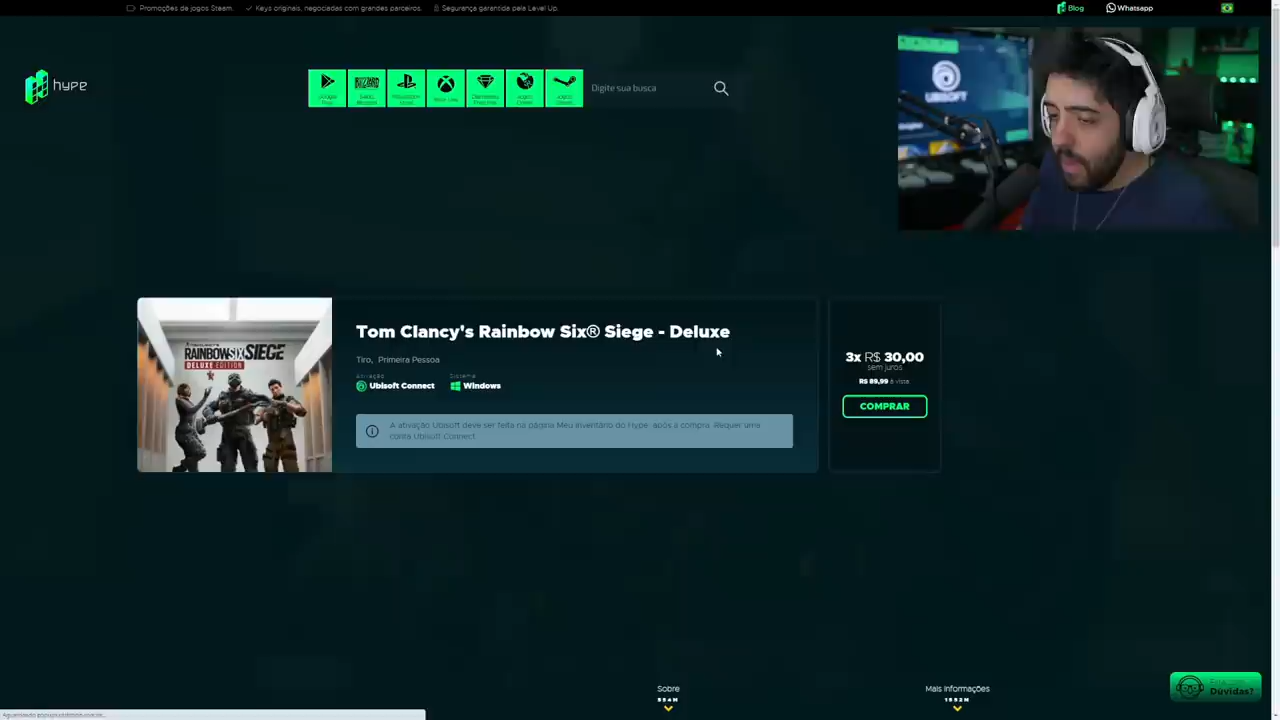 Promoções de jogos Steam.
Keys originais, negociadas com grandes parceiros.
Segurança garantida pela Level Up.
Blog
Whatsapp
hype
Digite sua busca
UBISOFT
RAINBOWSIX SIEGE
DELUXE EDITION
Tom Clancy's Rainbow Six® Siege - Deluxe
Tiro, Primeira Pessoa
Ativação
Ubisoft Connect
Sistema
Windows
A ativação Ubisoft deve ser feita na página Meu Inventário do Hype, após a compra. Requer uma
conta Ubisoft Connect.
3x R$ 30,00
sem juros
R$ 89,99 à vista
COMPRAR
Sobre
Mais Informações
Dúvidas?